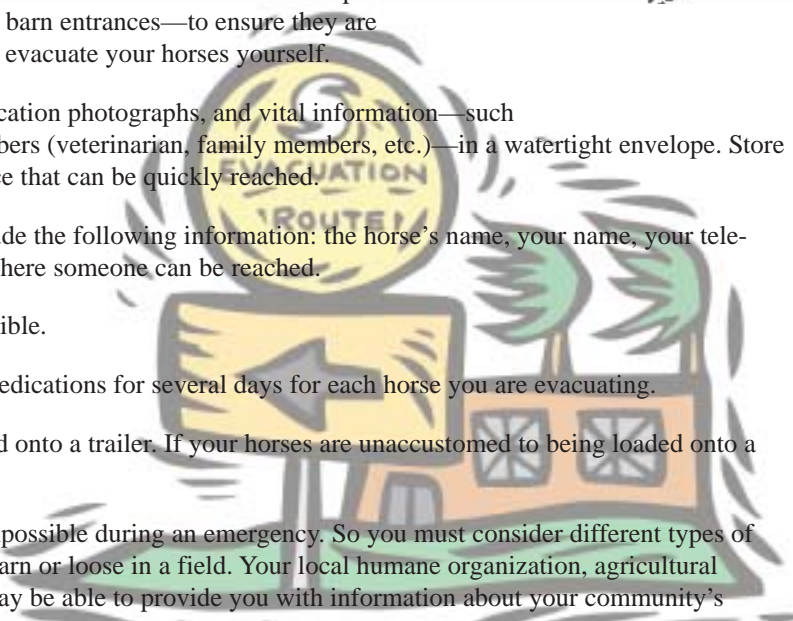 barn entrances—to ensure they are
evacuate your horses yourself.
cation photographs, and vital information—such
bers (veterinarian, family members, etc.)—in a watertight envelope. Store
ce that can be quickly reached.
EVACUATION
ROUTE
de the following information: the horse’s name, your name, your tele-
here someone can be reached.
ible.
edications for several days for each horse you are evacuating.
d onto a trailer. If your horses are unaccustomed to being loaded onto a
possible during an emergency. So you must consider different types of
arn or loose in a field. Your local humane organization, agricultural
ay be able to provide you with information about your community’s